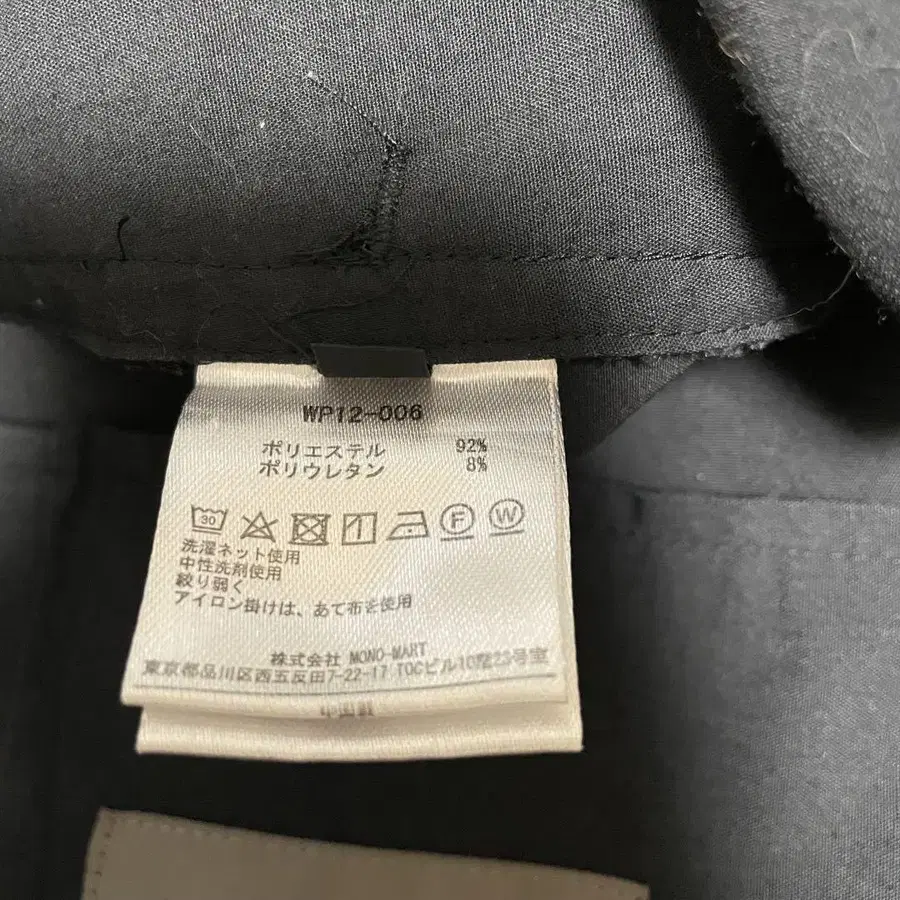 WP12-006
ポリエステル 92%
ポリウレタン 8%
30 F W
洗濯ネット使用
中性洗剤使用
絞り弱く
アイロン掛けは、あて布を使用
株式会社 MONO-MART
東京都品川区西五反田7-22-17 TOCビル10階23号室